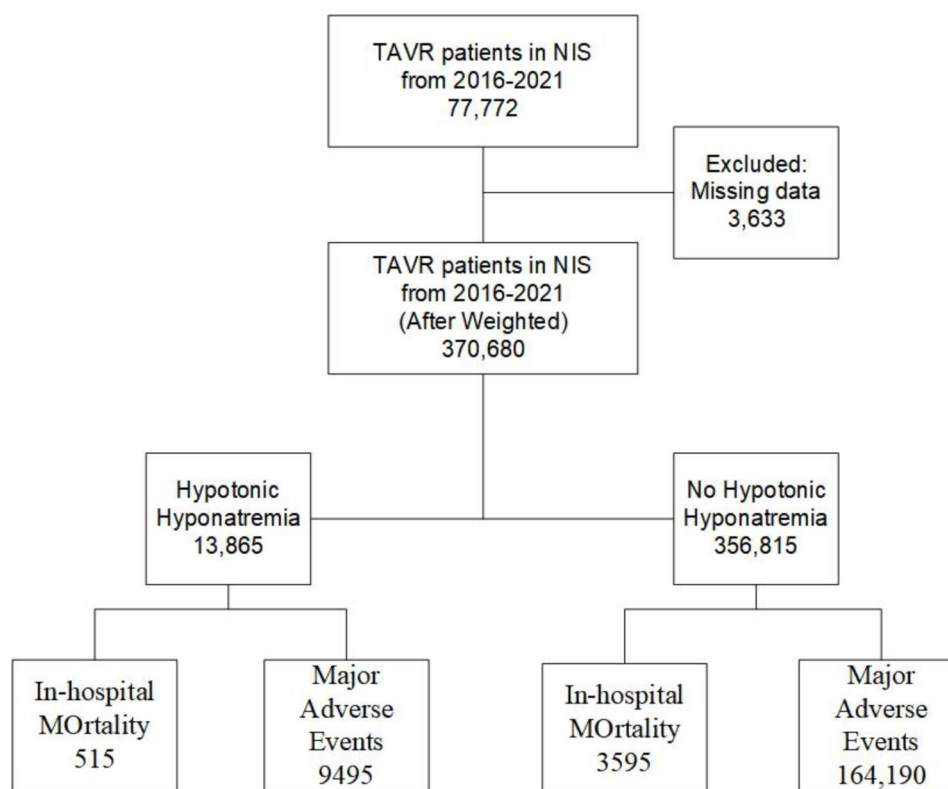 TAVR patients in NIS
from 2016-2021
77,772
Excluded:
Missing data
3,633
TAVR patients in NIS
from 2016-2021
(After Weighted)
370,680
Hypotonic
Hyponatremia
13,865
No Hypotonic
Hyponatremia
356,815
In-hospital
MOrtality
515
Major
Adverse
Events
9495
In-hospital
MOrtality
3595
Major
Adverse
Events
164,190